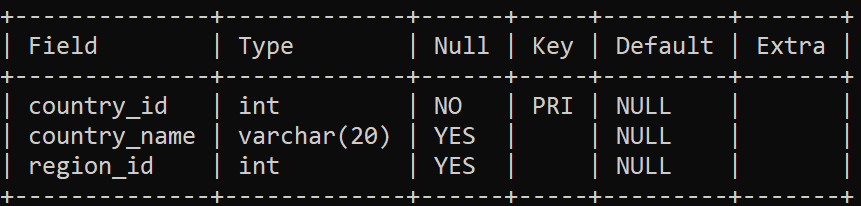 +--------------+-------------+------+-----+---------+-------+
| Field        | Type        | Null | Key | Default | Extra |
+--------------+-------------+------+-----+---------+-------+
| country_id   | int         | NO   | PRI | NULL    |       |
| country_name | varchar(20) | YES  |     | NULL    |       |
| region_id    | int         | YES  |     | NULL    |       |
+--------------+-------------+------+-----+---------+-------+